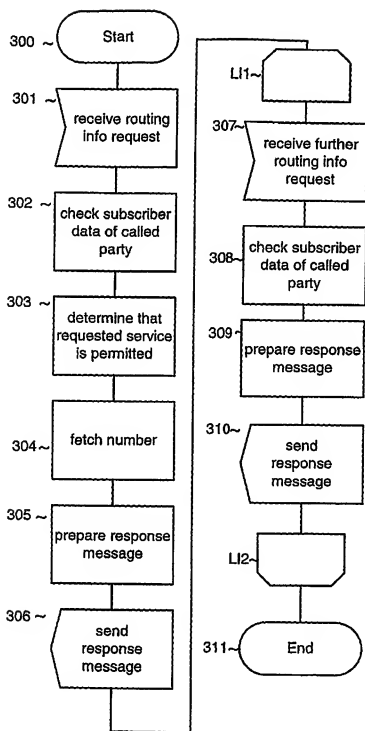 300~
Start
301~
receive routing
info request
302~
check subscriber
data of called
party
303~
determine that
requested service
is permitted
304~
fetch number
305~
prepare response
message
306~
send
response
message
LI1~
307~
receive further
routing info
request
308~
check subscriber
data of called
party
309~
prepare response
message
310~
send
response
message
LI2~
311~
End